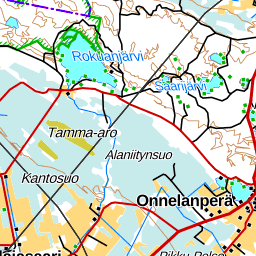 Rokuanjärvi
Saarijärvi
Tamma-aro
Alaniitynsuo
Kantosuo
Onnelanperä